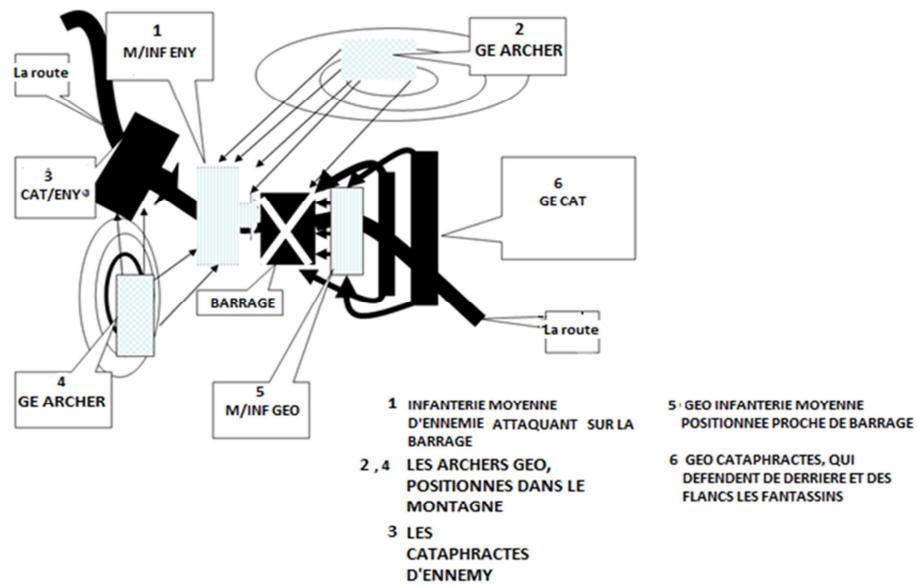 1
M/INF ENY
2
GE ARCHER
La route
3
CAT/ENY
6
GE CAT
BARRAGE
La route
4
GE ARCHER
5
M/INF GEO
1 INFANTERIE MOYENNE
D'ENNEMIE ATTAQUANT SUR LA
BARRAGE
2 , 4 LES ARCHERS GEO,
POSITIONNES DANS LE
MONTAGNE
3 LES
CATAPHRACTES
D'ENNEMY
5 GEO INFANTERIE MOYENNE
POSITIONNEE PROCHE DE BARRAGE
6 GEO CATAPHRACTES, QUI
DEFENDENT DE DERRIERE ET DES
FLANCS LES FANTASSINS